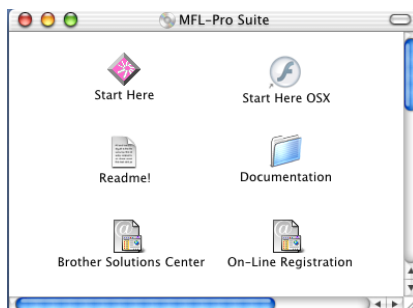 MFL-Pro Suite
Start Here
Start Here OSX
Readme!
Documentation
Brother Solutions Center
On-Line Registration